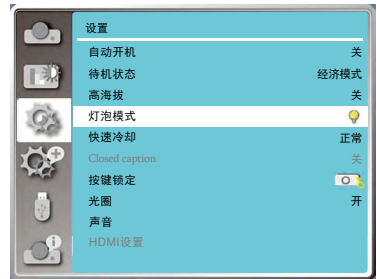 设置
自动开机 关
待机状态 经济模式
高海拔 关
灯泡模式
快速冷却 正常
Closed caption 关
按键锁定
光圈 开
声音
HDMI设置